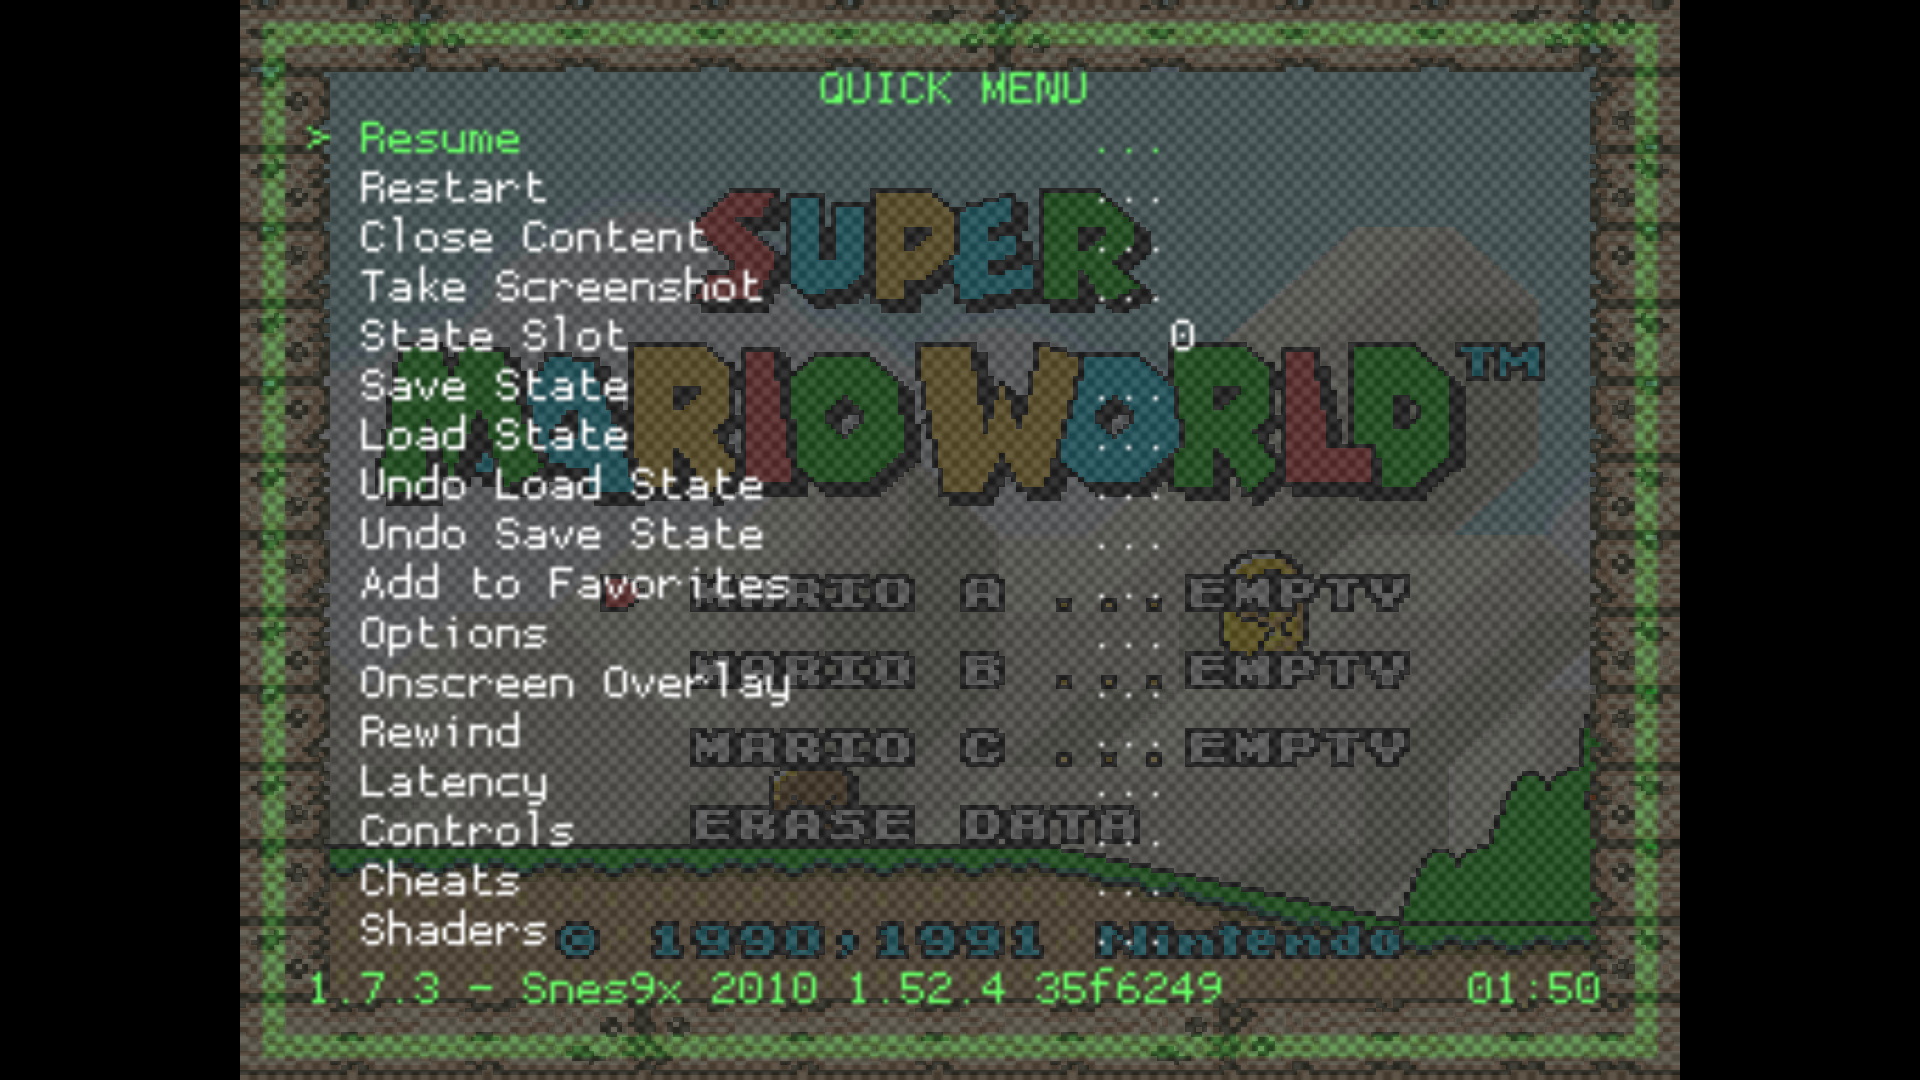 QUICK MENU
> Resume ...
Restart ...
Close Content ...
Take Screenshot ...
State Slot 0
Save State ...
Load State ...
Undo Load State ...
Undo Save State ...
Add to Favorites ...
Options ...
Onscreen Overlay ...
Rewind ...
Latency ...
Controls ...
Cheats ...
Shaders ...
1.7.3 - Snes9x 2010 1.52.4 35f6249 01:50
SUPER
MARIO WORLD™
MARIO A ... EMPTY
MARIO B ... EMPTY
MARIO C ... EMPTY
ERASE DATA
© 1990,1991 Nintendo